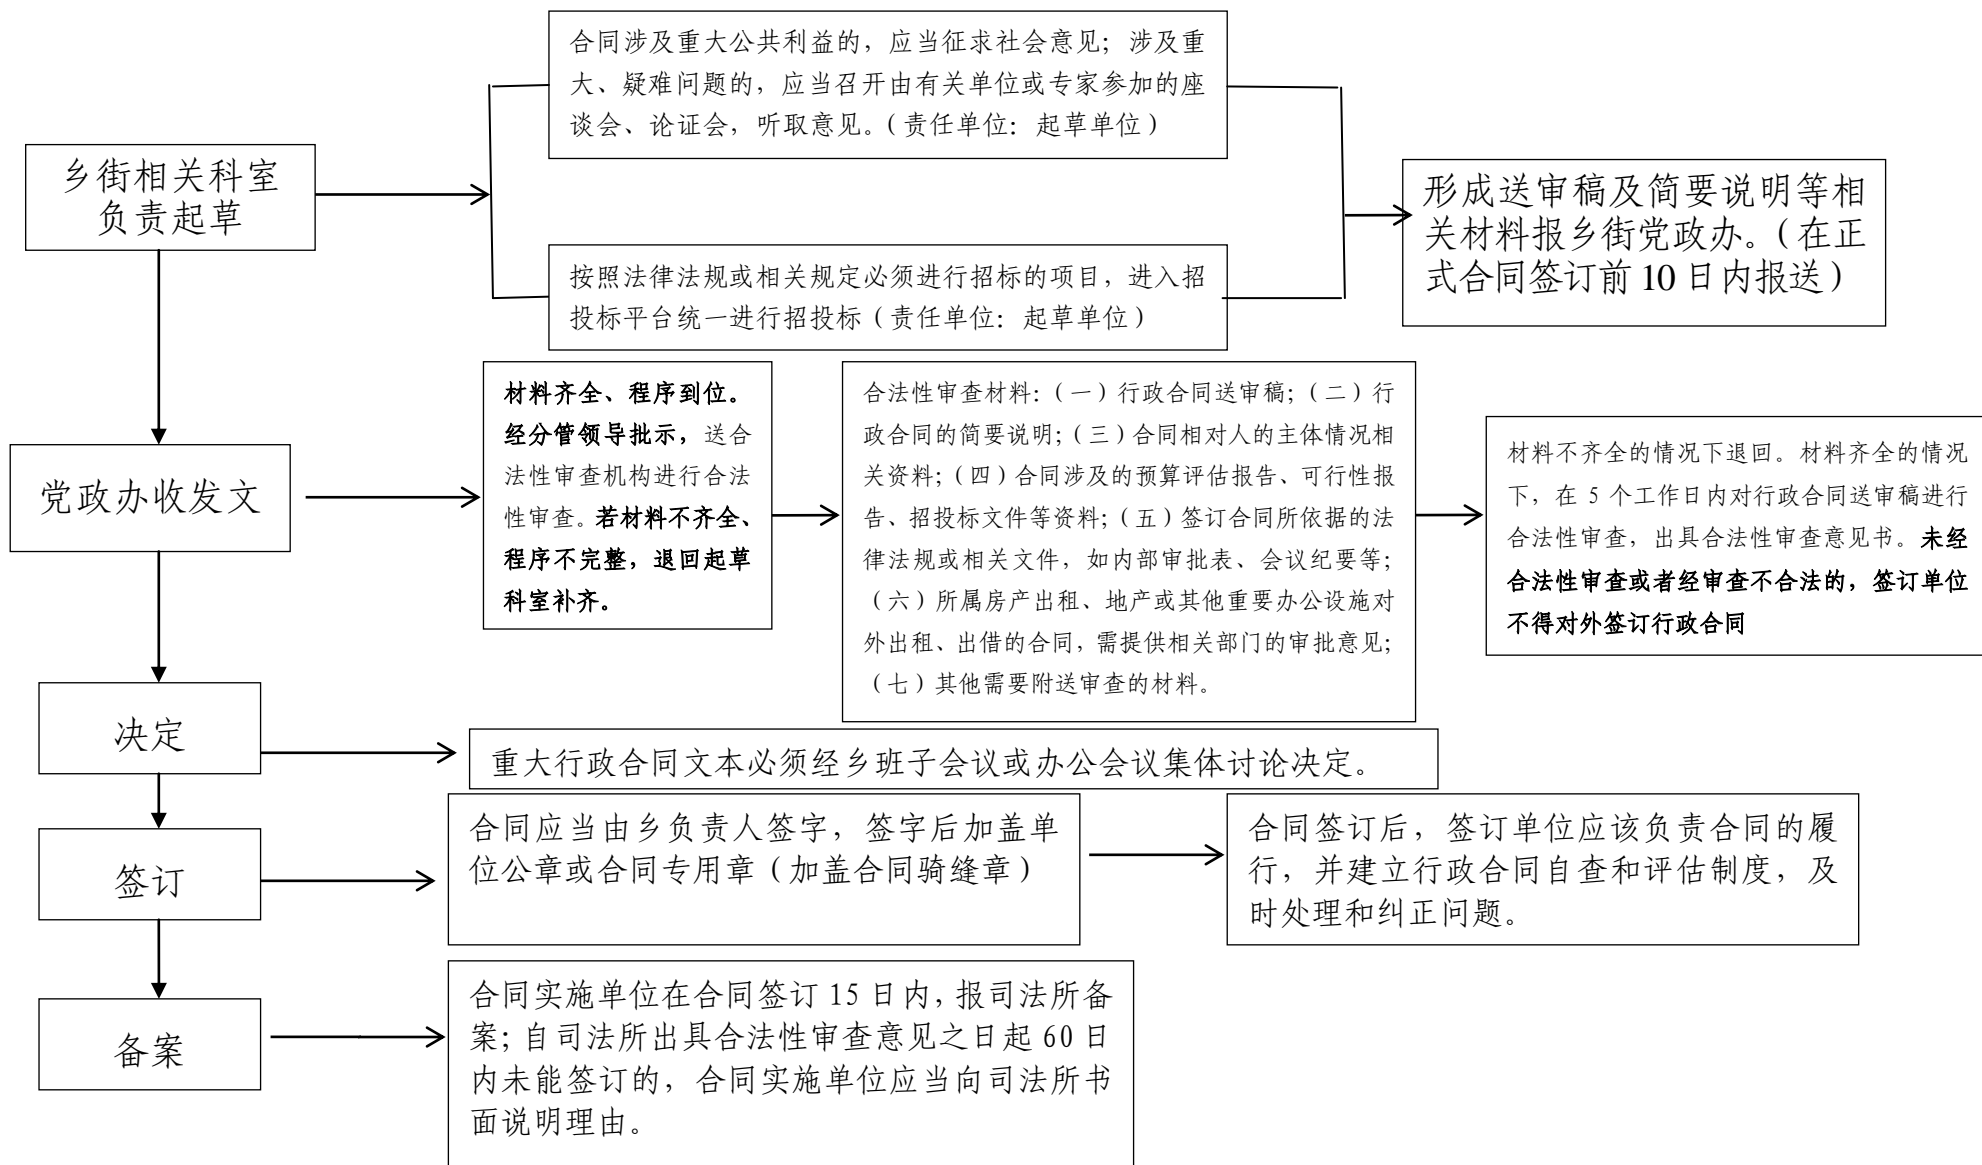 合同涉及重大公共利益的，应当征求社会意见；涉及重
大、疑难问题的，应当召开由有关单位或专家参加的座
谈会、论证会，听取意见。（责任单位：起草单位）
乡街相关科室
负责起草
形成送审稿及简要说明等相
关材料报乡街党政办。（在正
式合同签订前 10 日内报送）
按照法律法规或相关规定必须进行招标的项目，进入招
投标平台统一进行招投标（责任单位：起草单位）
党政办收发文
材料齐全、程序到位。
经分管领导批示，送合
法性审查机构进行合法
性审查。若材料不齐全、
程序不完整，退回起草
科室补齐。
合法性审查材料：（一）行政合同送审稿；（二）行
政合同的简要说明；（三）合同相对人的主体情况相
关资料；（四）合同涉及的预算评估报告、可行性报
告、招投标文件等资料；（五）签订合同所依据的法
律法规或相关文件，如内部审批表、会议纪要等；
（六）所属房产出租、地产或其他重要办公设施对
外出租、出借的合同，需提供相关部门的审批意见；
（七）其他需要附送审查的材料。
材料不齐全的情况下退回。材料齐全的情况
下，在 5 个工作日内对行政合同送审稿进行
合法性审查，出具合法性审查意见书。未经
合法性审查或者经审查不合法的，签订单位
不得对外签订行政合同
决定
重大行政合同文本必须经乡班子会议或办公会议集体讨论决定。
签订
合同应当由乡负责人签字，签字后加盖单
位公章或合同专用章（加盖合同骑缝章）
合同签订后，签订单位应该负责合同的履
行，并建立行政合同自查和评估制度，及
时处理和纠正问题。
备案
合同实施单位在合同签订 15 日内，报司法所备
案；自司法所出具合法性审查意见之日起 60 日
内未能签订的，合同实施单位应当向司法所书
面说明理由。